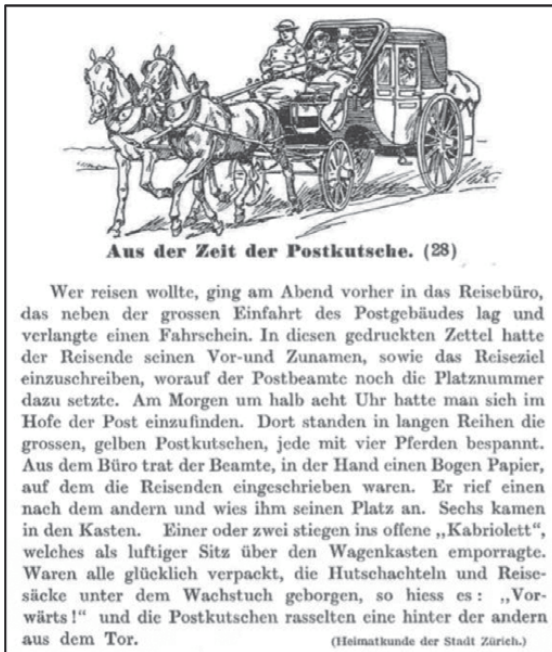 Aus der Zeit der Postkutsche. (28)
Wer reisen wollte, ging am Abend vorher in das Reisebüro,
das neben der grossen Einfahrt des Postgebäudes lag und
verlangte einen Fahrschein. In diesen gedruckten Zettel hatte
der Reisende seinen Vor-und Zunamen, sowie das Reiseziel
einzuschreiben, worauf der Postbeamte noch die Platznummer
dazu setzte. Am Morgen um halb acht Uhr hatte man sich im
Hofe der Post einzufinden. Dort standen in langen Reihen die
grossen, gelben Postkutschen, jede mit vier Pferden bespannt.
Aus dem Büro trat der Beamte, in der Hand einen Bogen Papier,
auf dem die Reisenden eingeschrieben waren. Er rief einen
nach dem andern und wies ihm seinen Platz an. Sechs kamen
in den Kasten. Einer oder zwei stiegen ins offene „Kabriolett",
welches als luftiger Sitz über den Wagenkasten emporragte.
Waren alle glücklich verpackt, die Hutschachteln und Reise-
säcke unter dem Wachstuch geborgen, so hiess es: „Vor-
wärts!" und die Postkutschen rasselten eine hinter der andern
aus dem Tor. (Heimatkunde der Stadt Zürich.)